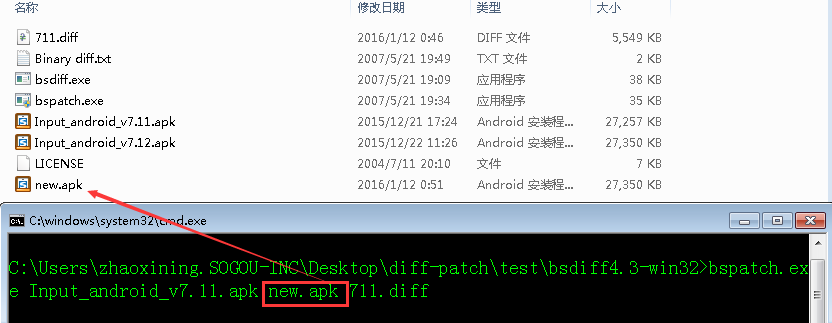 名称 修改日期 类型 大小
711.diff 2016/1/12 0:46 DIFF 文件 5,549 KB
Binary diff.txt 2007/5/21 19:49 TXT 文件 2 KB
bsdiff.exe 2007/5/21 19:09 应用程序 38 KB
bspatch.exe 2007/5/21 19:34 应用程序 35 KB
Input_android_v7.11.apk 2015/12/21 17:24 Android 安装程... 27,257 KB
Input_android_v7.12.apk 2015/12/22 11:26 Android 安装程... 27,350 KB
LICENSE 2004/7/11 20:10 文件 7 KB
new.apk 2016/1/12 0:51 Android 安装程... 27,350 KB
C:\windows\system32\cmd.exe
C:\Users\zhaoxining.SOGOU-INC\Desktop\diff-patch\test\bsdiff4.3-win32>bspatch.ex
e Input_android_v7.11.apk new.apk 711.diff